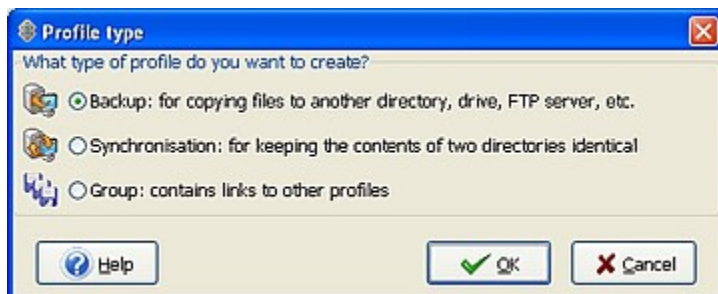 Profile type
What type of profile do you want to create?
Backup: for copying files to another directory, drive, FTP server, etc.
Synchronisation: for keeping the contents of two directories identical
Group: contains links to other profiles
Help
OK
Cancel